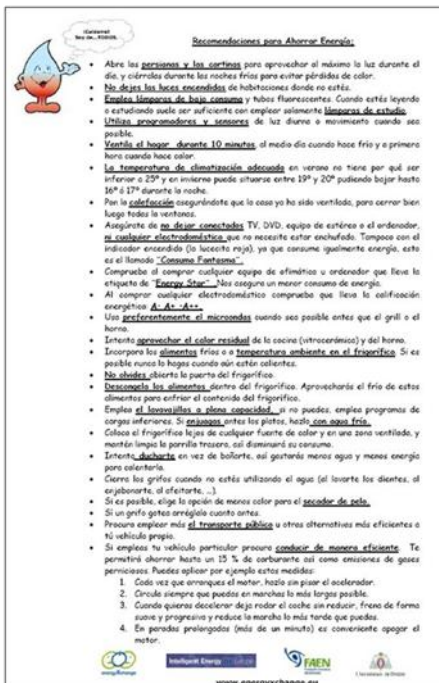 ¡Cuidame!
Soy de... TODOS.
Recomendaciones para Ahorrar Energía:
• Abre las persianas y las cortinas para aprovechar al máximo la luz durante el
día, y ciérralas durante las noches frías para evitar pérdidas de calor.
• No dejes las luces encendidas de habitaciones donde no estés.
• Emplea lámparas de bajo consumo y tubos fluorescentes. Cuando estés leyendo
o estudiando suele ser suficiente con emplear solamente lámparas de estudio.
• Utiliza programadores y sensores de luz diurna o movimiento cuando sea
posible.
• Ventila el hogar durante 10 minutos, al medio día cuando hace frío y a primera
hora cuando hace calor.
• La temperatura de climatización adecuada en verano no tiene por qué ser
inferior a 25º y en invierno puede situarse entre 19º y 20º pudiendo bajar hasta
16º ó 17º durante la noche.
• Pon la calefacción asegurándote que la casa ya ha sido ventilada, para cerrar bien
luego todas la ventanas.
• Asegúrate de no dejar conectados TV, DVD, equipo de estéreo o el ordenador,
ni cualquier electrodoméstico que no necesite estar enchufado. Tampoco con el
indicador encendido (la lucecita roja), ya que consume igualmente energía, esto
es el llamado "Consumo Fantasma".
• Comprueba al comprar cualquier equipo de ofimática u ordenador que lleva la
etiqueta de "Energy Star". Nos asegura un menor consumo de energía.
• Al comprar cualquier electrodoméstico comprueba que lleva la calificación
energética: A- A+ -A++.
• Usa preferentemente el microondas cuando sea posible antes que el grill o el
horno.
• Intenta aprovechar el calor residual de la cocina (vitrocerámica) y del horno.
• Incorpora los alimentos fríos o a temperatura ambiente en el frigorífico. Si es
posible nunca lo hagas cuando aún estén calientes.
• No olvides abierta la puerta del frigorífico.
• Descongela los alimentos dentro del frigorífico. Aprovecharás el frío de estos
alimentos para enfriar el contenido del frigorífico.
• Emplea el lavavajillas a plena capacidad, si no puedes, emplea programas de
cargas inferiores. Si enjuagas antes los platos, hazlo con agua fría.
• Coloca el frigorífico lejos de cualquier fuente de calor y en una zona ventilada, y
mantén limpia la parrilla trasera, así disminuirá su consumo.
• Intenta ducharte en vez de bañarte, así gastarás menos agua y menos energía
para calentarla.
• Cierra los grifos cuando no estés utilizando el agua (al lavarte los dientes, al
enjabonarte, al afeitarte, …).
• Si es posible, elige la opción de menos calor para el secador de pelo.
• Si un grifo gotea arréglalo cuanto antes.
• Procura emplear más el transporte público u otras alternativas más eficientes a
tú vehículo propio.
• Si empleas tu vehículo particular procura conducir de manera eficiente. Te
permitirá ahorrar hasta un 15 % de carburante así como emisiones de gases
perniciosos. Puedes aplicar por ejemplo estas medidas:
1. Cada vez que arranques el motor, hazlo sin pisar el acelerador.
2. Circula siempre que puedas en marchas lo más largas posible.
3. Cuando quieras decelerar deja rodar el coche sin reducir, frena de forma
suave y progresiva y reduce la marcha lo más tarde que puedas.
4. En paradas prolongadas (más de un minuto) es conveniente apagar el
motor.
energyXchange
Intelligent Energy Europe
FAEN
Universidad de Oviedo
www.energyxchange.eu